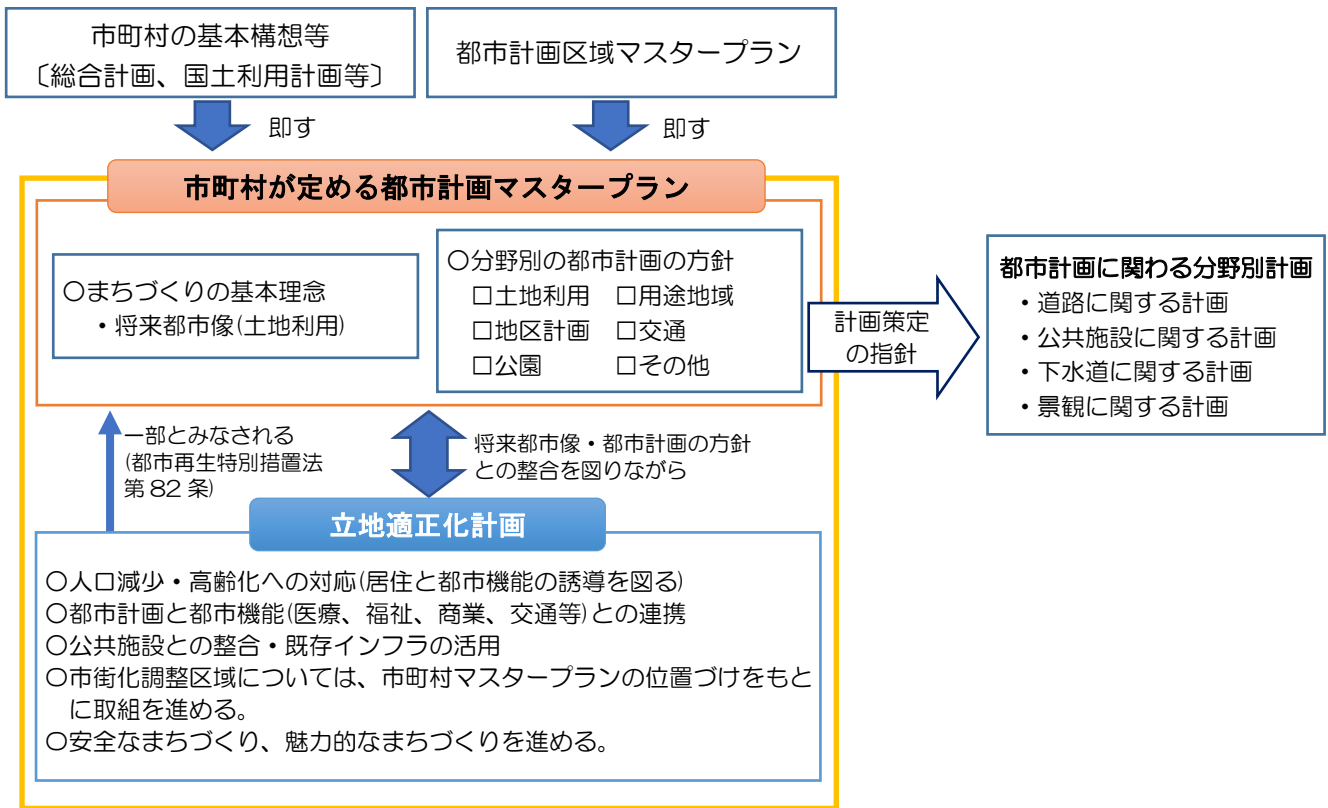 市町村の基本構想等
〔総合計画、国土利用計画等〕
都市計画区域マスタープラン
即す
即す
市町村が定める都市計画マスタープラン
〇まちづくりの基本理念
・将来都市像(土地利用)
〇分野別の都市計画の方針
□土地利用 □用途地域
□地区計画 □交通
□公園 □その他
計画策定
の指針
都市計画に関わる分野別計画
・道路に関する計画
・公共施設に関する計画
・下水道に関する計画
・景観に関する計画
一部とみなされる
(都市再生特別措置法
第 82 条)
将来都市像・都市計画の方針
との整合を図りながら
立地適正化計画
〇人口減少・高齢化への対応(居住と都市機能の誘導を図る)
〇都市計画と都市機能(医療、福祉、商業、交通等)との連携
〇公共施設との整合・既存インフラの活用
〇市街化調整区域については、市町村マスタープランの位置づけをもと
に取組を進める。
〇安全なまちづくり、魅力的なまちづくりを進める。